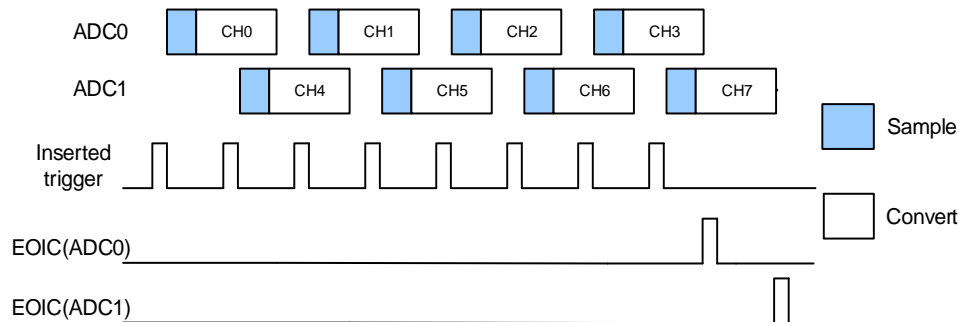 ADC0
CH0
CH1
CH2
CH3
ADC1
CH4
CH5
CH6
CH7
Sample
Inserted
trigger
Convert
EOIC(ADC0)
EOIC(ADC1)